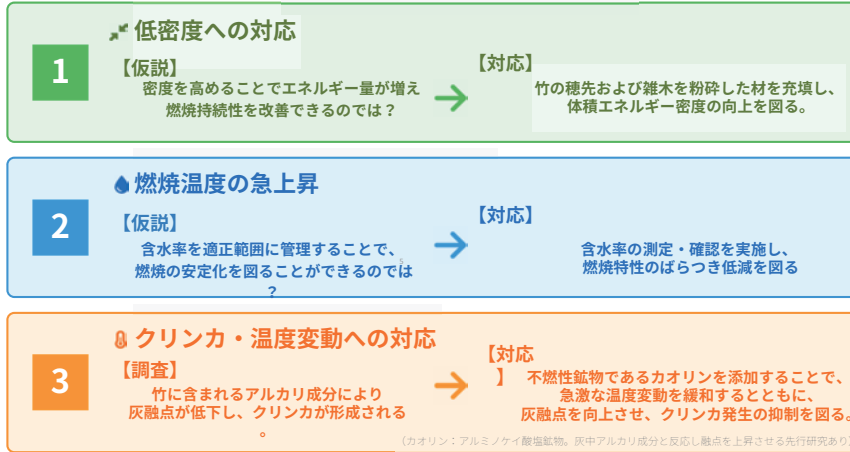 1
低密度への対応
【仮説】
密度を高めることでエネルギー量が増え
燃焼持続性を改善できるのでは？
【対応】
竹の穂先および雑木を粉砕した材を充填し、
体積エネルギー密度の向上を図る。
2
燃焼温度の急上昇
【仮説】
含水率を適正範囲に管理することで、
燃焼の安定化を図ることができるのでは
？
【対応】
含水率の測定・確認を実施し、
燃焼特性のばらつき低減を図る
3
クリンカ・温度変動への対応
【調査】
竹に含まれるアルカリ成分により
灰融点が低下し、クリンカが形成される
。
【対応
】
不燃性鉱物であるカオリンを添加することで、
急激な温度変動を緩和するとともに、
灰融点を向上させ、クリンカ発生の抑制を図る。
（カオリン：アルミノケイ酸塩鉱物。灰中アルカリ成分と反応し融点を上昇させる先行研究あり）